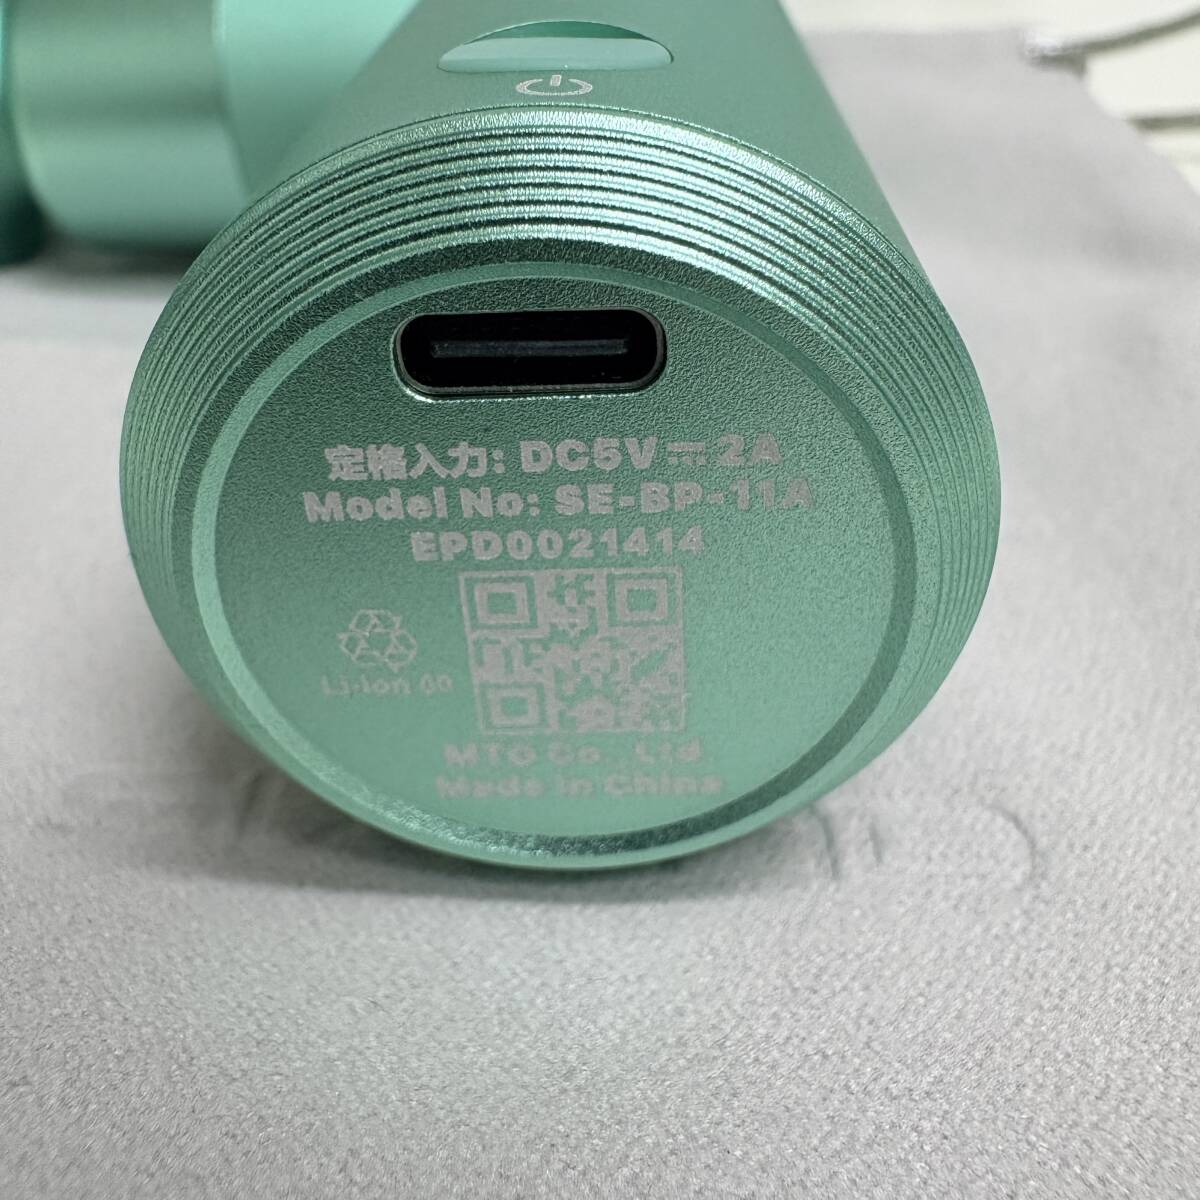 定格入力: DC5V⎓2A
Model No: SE-BP-11A
EPD0021414
Li-ion 00
MTG Co., Ltd.
Made in China